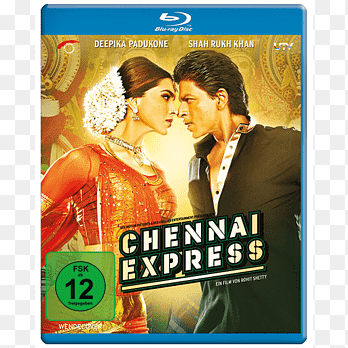 Blu-ray Disc
DEEPIKA PADUKONE SHAH RUKH KHAN UTV
CHENNAI
EXPRESS
EIN FILM VON ROHIT SHETTY
FSK
ab
12
freigegeben